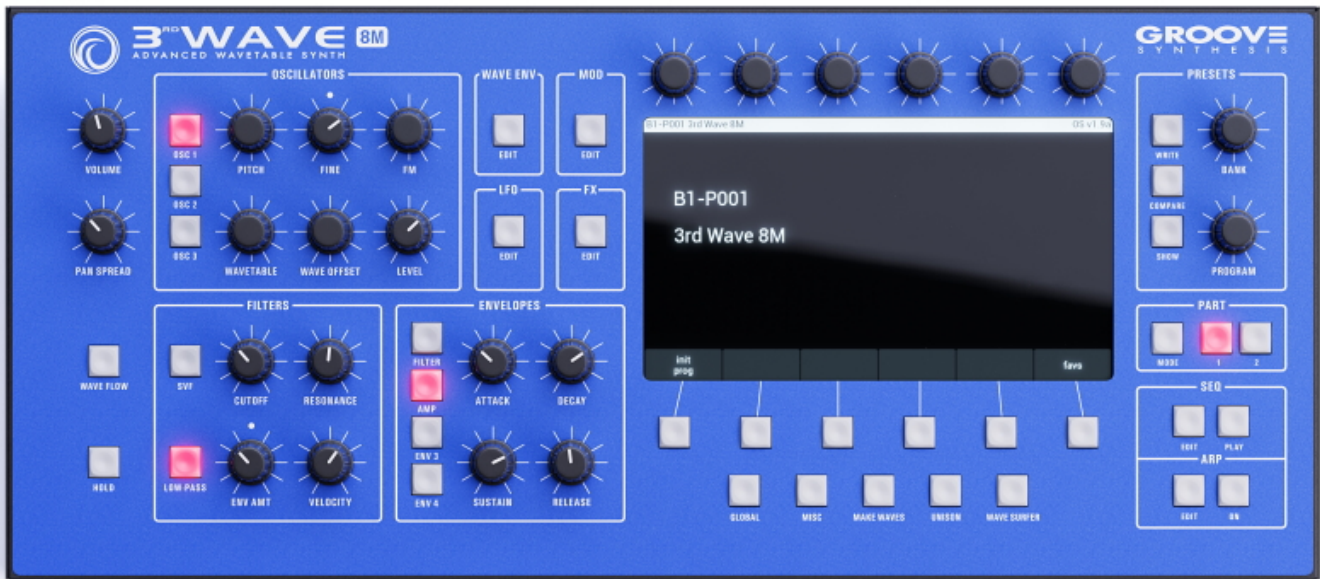 3RD WAVE 8M
ADVANCED WAVETABLE SYNTH
GROOVE
SYNTHESIS
OSCILLATORS
WAVE ENV
MOD
PRESETS
VOLUME
OSC 1
PITCH
FINE
FM
EDIT
EDIT
B1-P001 3rd Wave 8M
OS v1.9a
WRITE
BANK
OSC 2
LFO
FX
COMPARE
B1-P001
3rd Wave 8M
PAN SPREAD
OSC 3
WAVETABLE
WAVE OFFSET
LEVEL
EDIT
EDIT
SHOW
PROGRAM
FILTERS
ENVELOPES
PART
FILTER
init
prog
favs
MODE
1
2
WAVE FLOW
SVF
CUTOFF
RESONANCE
AMP
ATTACK
DECAY
SEQ
ENV 3
EDIT
PLAY
ARP
HOLD
LOW-PASS
ENV AMT
VELOCITY
ENV 4
SUSTAIN
RELEASE
GLOBAL
MISC
MAKE WAVES
UNISON
WAVE SURFER
EDIT
ON